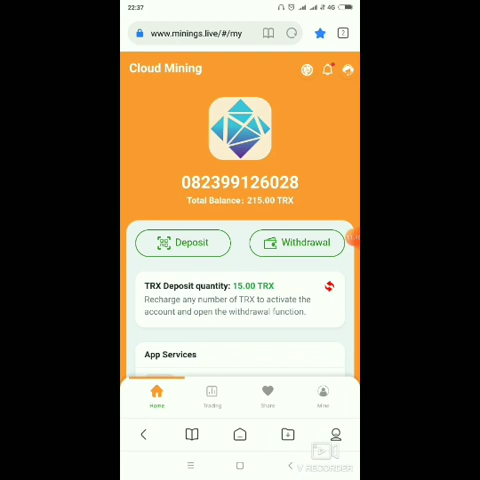 22:37
4G
www.minings.live/#/my
?
Cloud Mining
082399126028
Total Balance: 215.00 TRX
Deposit
Withdrawal
TRX Deposit quantity: 15.00 TRX
Recharge any number of TRX to activate the
account and open the withdrawal function.
App Services
Home
Trading
Share
Mine
V RECORDER